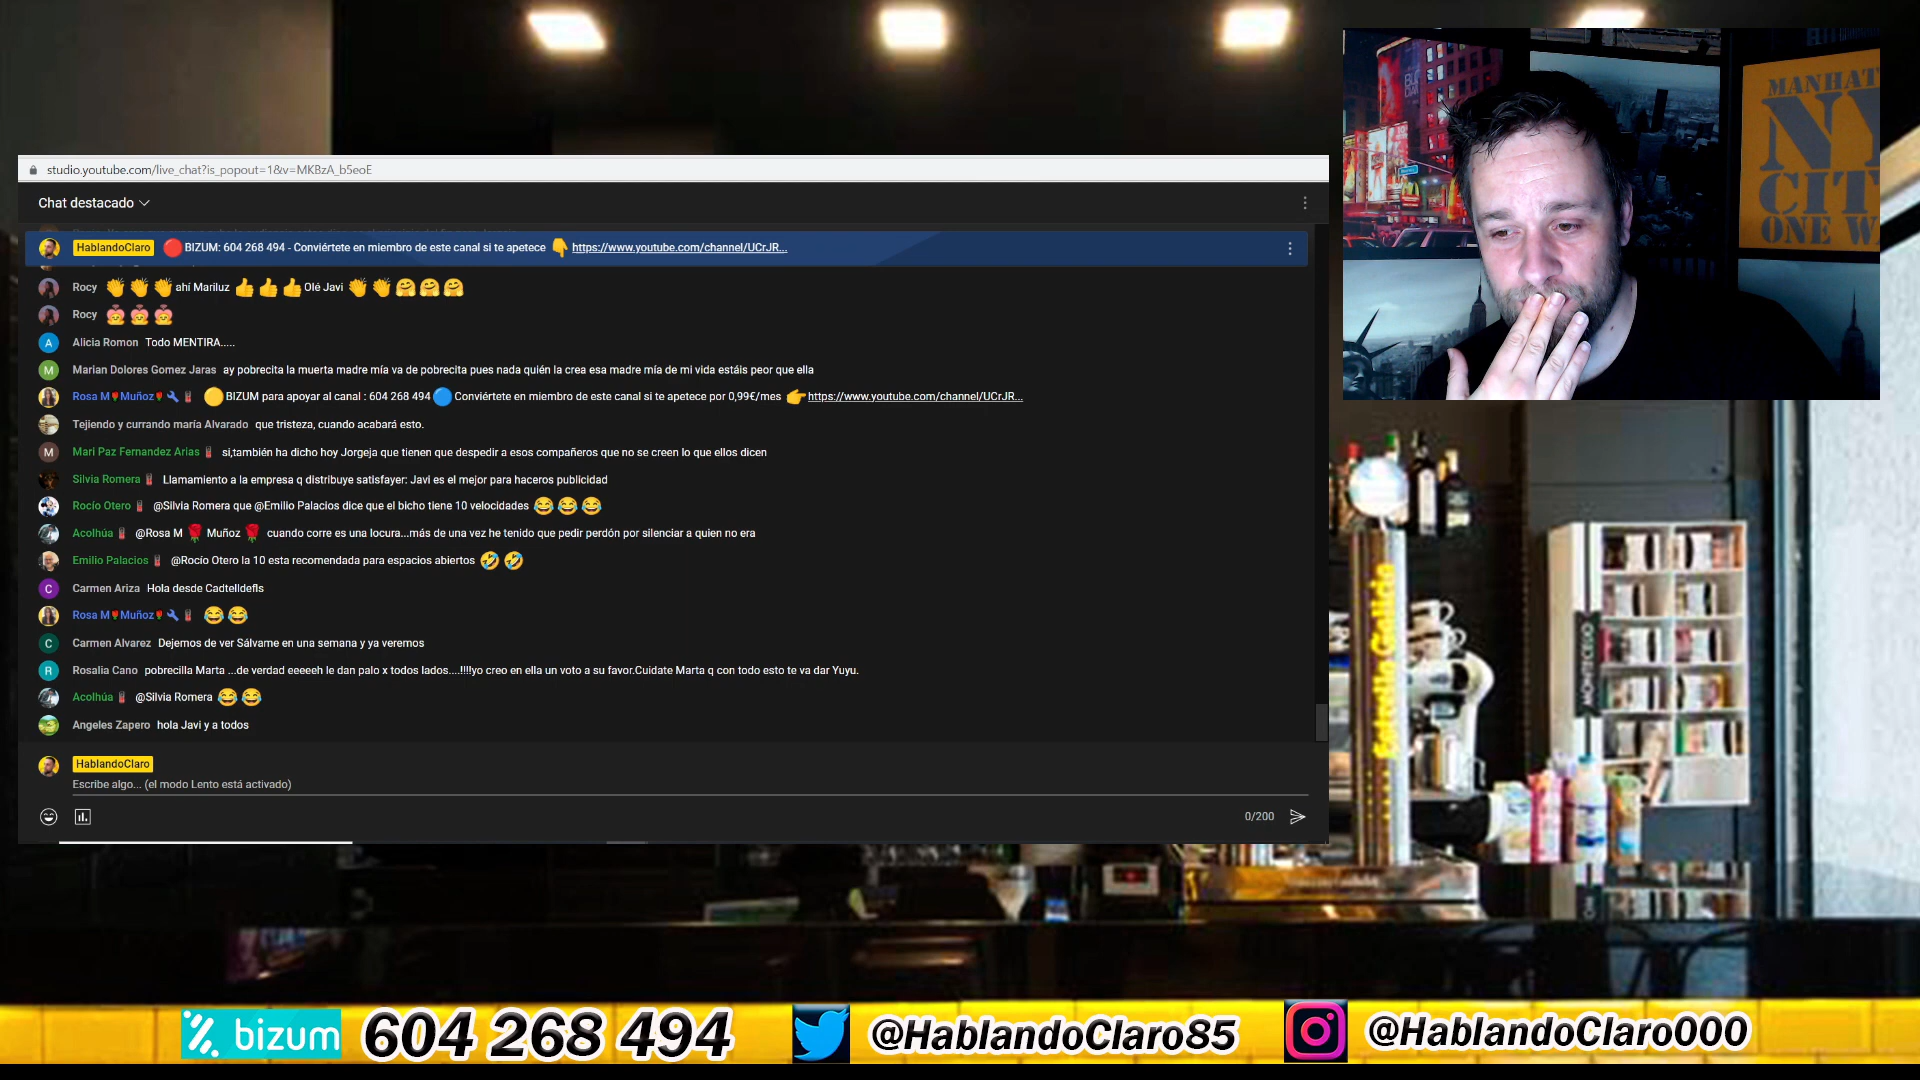 MANHAT
NY
CIT
ONE WA
studio.youtube.com/live_chat?is_popout=1&v=MKBzA_b5eoE
Chat destacado
HablandoClaro 🔴BIZUM: 604 268 494 - Conviértete en miembro de este canal si te apetece 👇 https://www.youtube.com/channel/UCrJR...
Rocy 👏👏👏ahí Mariluz 👍👍👍Olé Javi 👏👏🤗🤗🤗
Rocy
Alicia Romon Todo MENTIRA.....
Marian Dolores Gomez Jaras ay pobrecita la muerta madre mía va de pobrecita pues nada quién la crea esa madre mía de mi vida estáis peor que ella
Rosa M🌹Muñoz🌹 🟡BIZUM para apoyar al canal : 604 268 494🔵Conviértete en miembro de este canal si te apetece por 0,99€/mes 👉https://www.youtube.com/channel/UCrJR...
Tejiendo y currando maría Alvarado que tristeza, cuando acabará esto.
Mari Paz Fernandez Arias si,también ha dicho hoy Jorgeja que tienen que despedir a esos compañeros que no se creen lo que ellos dicen
Silvia Romera Llamamiento a la empresa q distribuye satisfayer: Javi es el mejor para haceros publicidad
Rocío Otero @Silvia Romera que @Emilio Palacios dice que el bicho tiene 10 velocidades 😂😂😂
Acolhúa @Rosa M🌹Muñoz🌹 cuando corre es una locura...más de una vez he tenido que pedir perdón por silenciar a quien no era
Emilio Palacios @Rocío Otero la 10 esta recomendada para espacios abiertos 🤣🤣
Carmen Ariza Hola desde Cadtelldefls
Rosa M🌹Muñoz🌹 😂😂
Carmen Alvarez Dejemos de ver Sálvame en una semana y ya veremos
Rosalia Cano pobrecilla Marta ...de verdad eeeeeh le dan palo x todos lados....!!!!yo creo en ella un voto a su favor.Cuidate Marta q con todo esto te va dar Yuyu.
Acolhúa @Silvia Romera 😂😂
Angeles Zapero hola Javi y a todos
HablandoClaro
Escribe algo... (el modo Lento está activado)
0/200
Estrella Galicia
MONTECELO
bizum 604 268 494 @HablandoClaro85 @HablandoClaro000